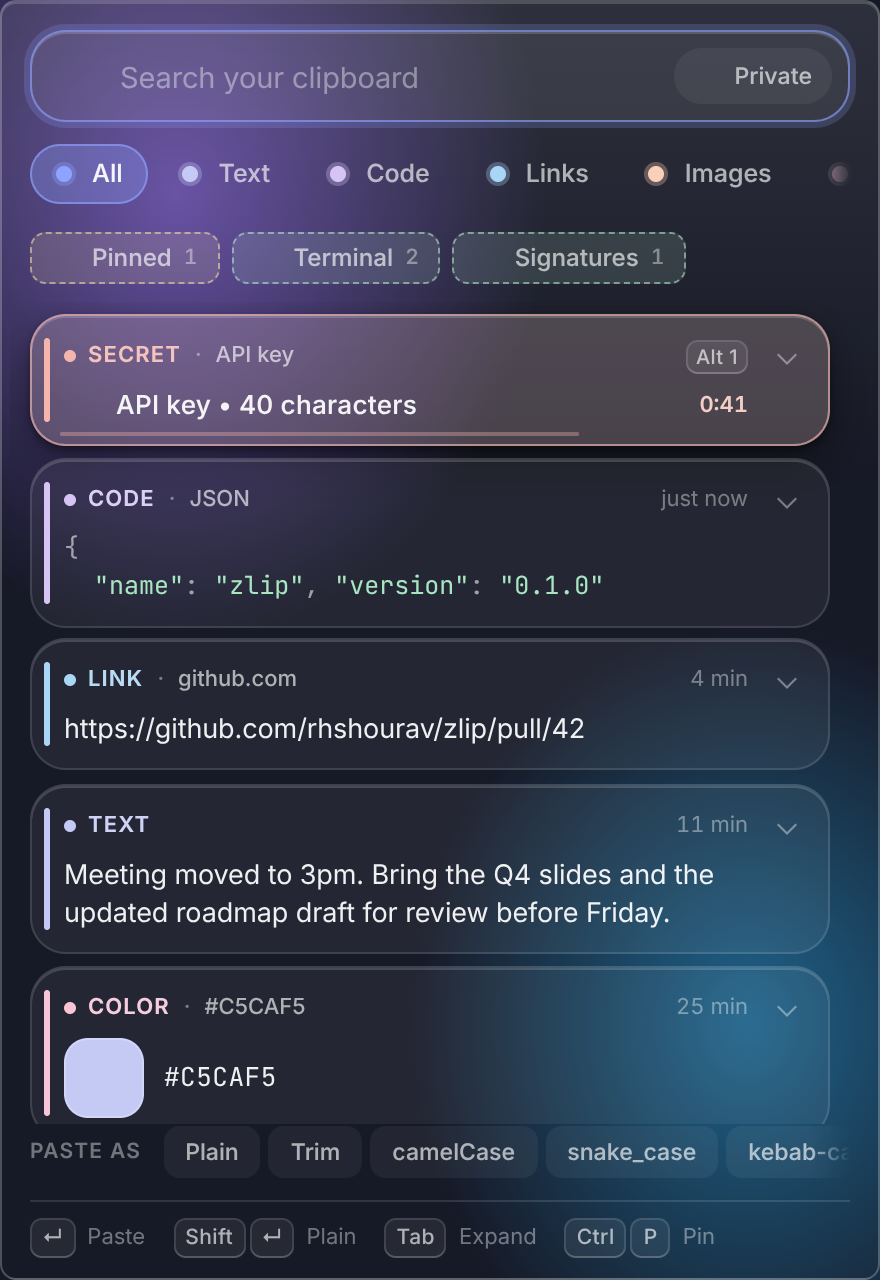 Search your clipboard Private
All Text Code Links Images
Pinned 1 Terminal 2 Signatures 1
SECRET · API key Alt 1
API key • 40 characters 0:41
CODE · JSON just now
{
"name": "zlip", "version": "0.1.0"
LINK · github.com 4 min
https://github.com/rhshourav/zlip/pull/42
TEXT 11 min
Meeting moved to 3pm. Bring the Q4 slides and the
updated roadmap draft for review before Friday.
COLOR · #C5CAF5 25 min
#C5CAF5
PASTE AS Plain Trim camelCase snake_case kebab-ca
↵ Paste Shift ↵ Plain Tab Expand Ctrl P Pin